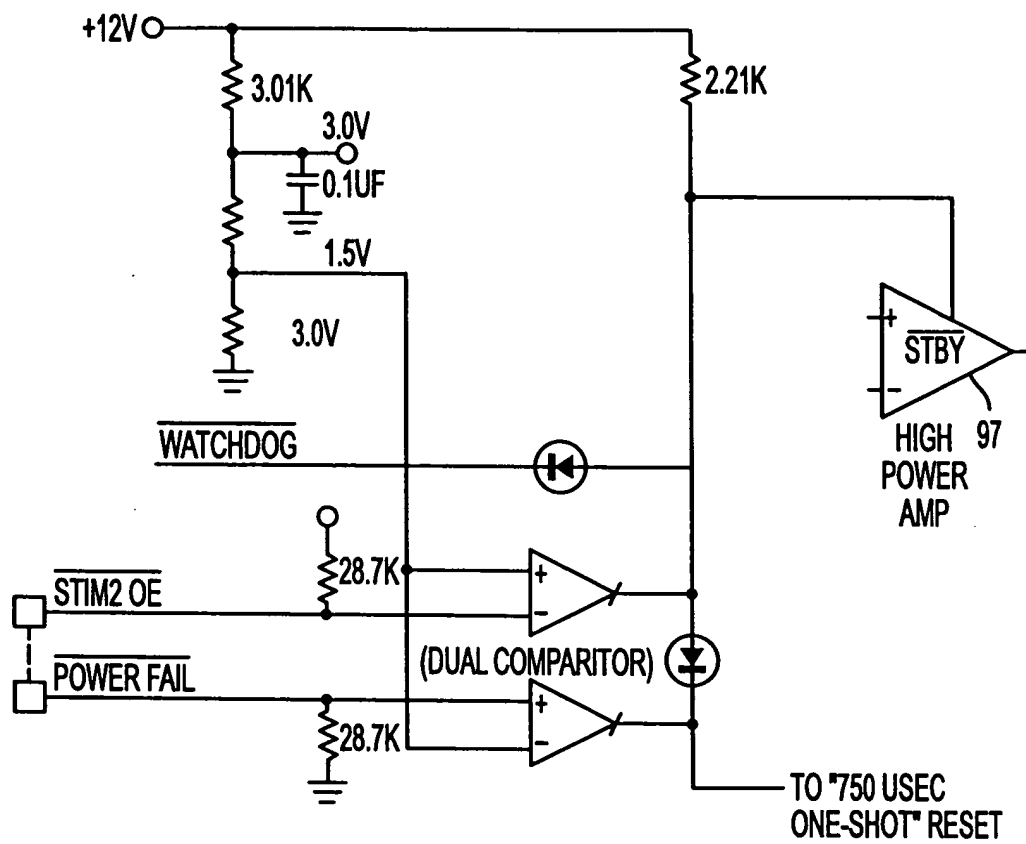 +12V
3.01K
2.21K
3.0V
0.1UF
1.5V
3.0V
+
STBY
-
HIGH
POWER
AMP
97
WATCHDOG
28.7K
+
-
STIM2 OE
(DUAL COMPARITOR)
POWER FAIL
+
-
28.7K
TO "750 USEC
ONE-SHOT" RESET